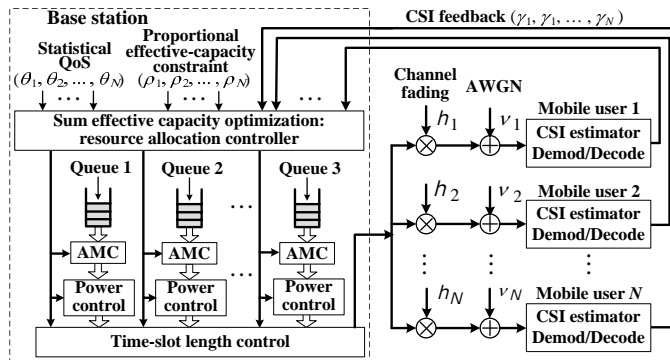 Base station
CSI feedback (γ1, γ1, ... , γN)
Statistical
QoS
(θ1, θ2, ..., θN)
Proportional
effective-capacity
constraint
(ρ1, ρ2, ... , ρN)
... ... ...
Sum effective capacity optimization:
resource allocation controller
Channel
fading
AWGN
Queue 1
Queue 2
Queue 3
...
AMC
AMC
AMC
...
Power
control
Power
control
Power
control
Time-slot length control
h1
ν1
Mobile user 1
CSI estimator
Demod/Decode
h2
ν2
Mobile user 2
CSI estimator
Demod/Decode
⋮ ⋮ ⋮
hN
νN
Mobile user N
CSI estimator
Demod/Decode